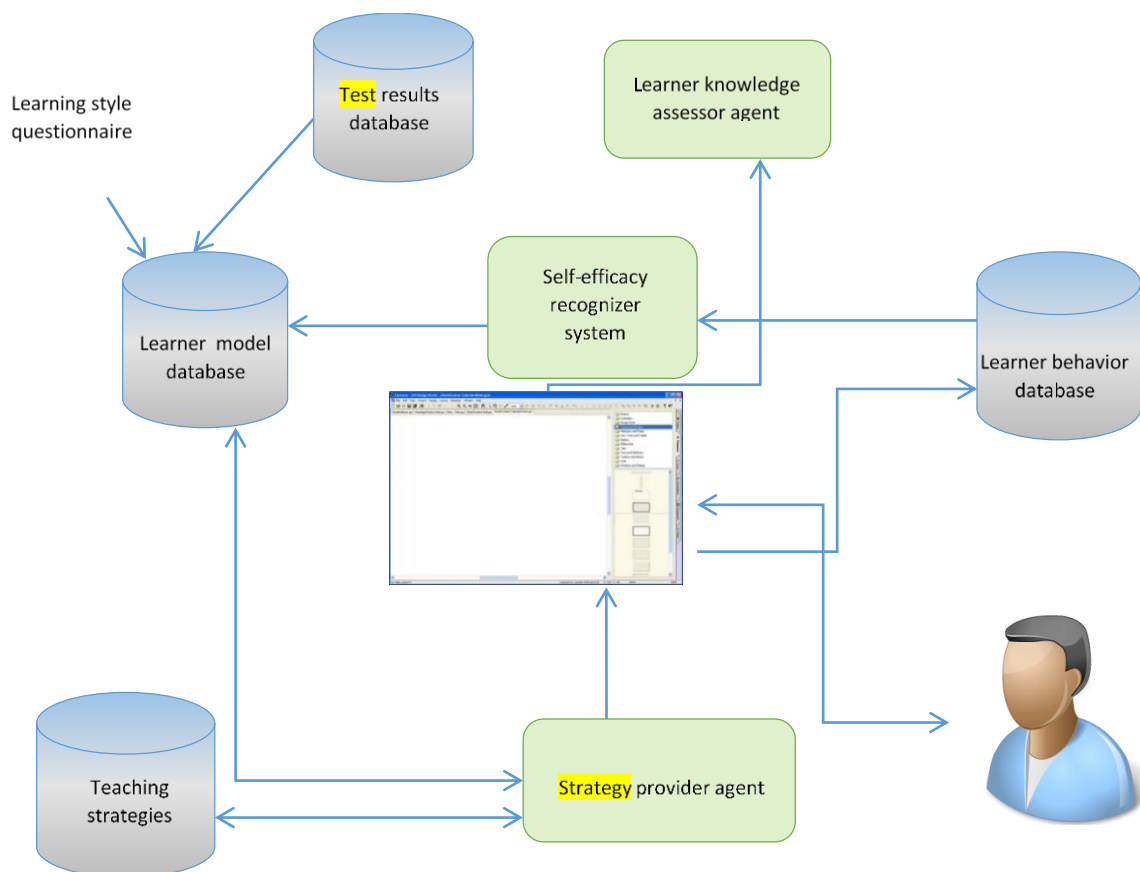 Learning style
questionnaire
Test results
database
Learner knowledge
assessor agent
Self-efficacy
recognizer
system
Learner model
database
Learner behavior
database
Teaching
strategies
Strategy provider agent